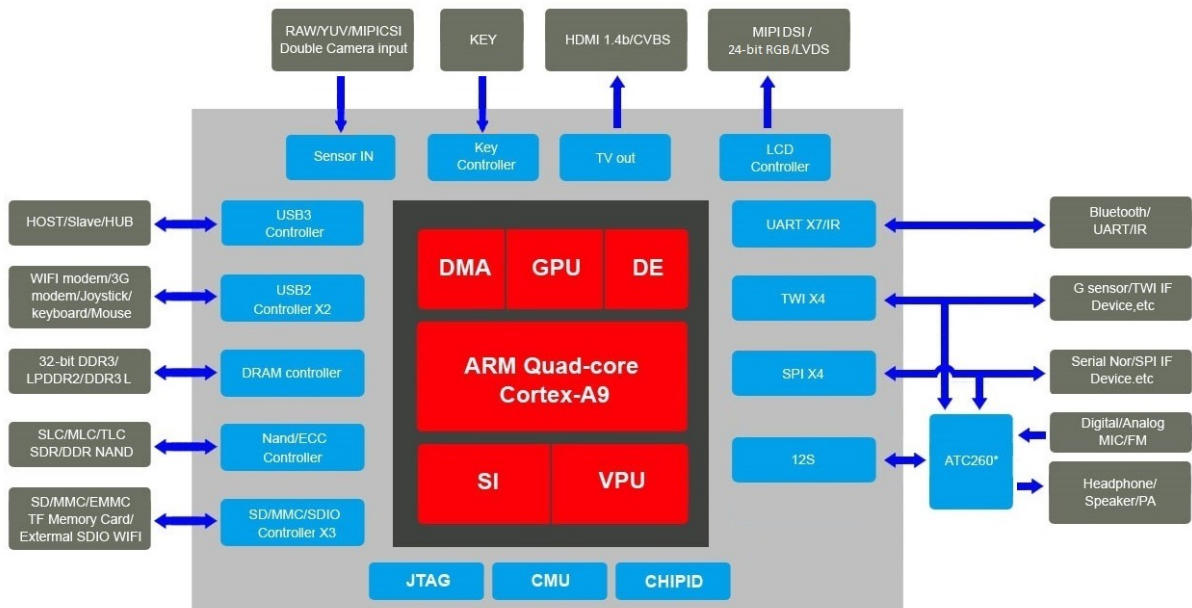 RAW/YUV/MIPICSI
Double Camera input
KEY
HDMI 1.4b/CVBS
MIPI DSI /
24-bit RGB/LVDS
Sensor IN
Key
Controller
TV out
LCD
Controller
HOST/Slave/HUB
USB3
Controller
UART X7/IR
Bluetooth/
UART/IR
DMA
GPU
DE
WIFI modem/3G
modem/Joystick/
keyboard/Mouse
USB2
Controller X2
TWI X4
G sensor/TWI IF
Device,etc
32-bit DDR3/
LPDDR2/DDR3 L
DRAM controller
ARM Quad-core
Cortex-A9
SPI X4
Serial Nor/SPI IF
Device.etc
SLC/MLC/TLC
SDR/DDR NAND
Nand/ECC
Controller
12S
ATC260*
Digital/Analog
MIC/FM
SI
VPU
Headphone/
Speaker/PA
SD/MMC/EMMC
TF Memory Card/
Exfernal SDIO WIFI
SD/MMC/SDIO
Controller X3
JTAG
CMU
CHIPID